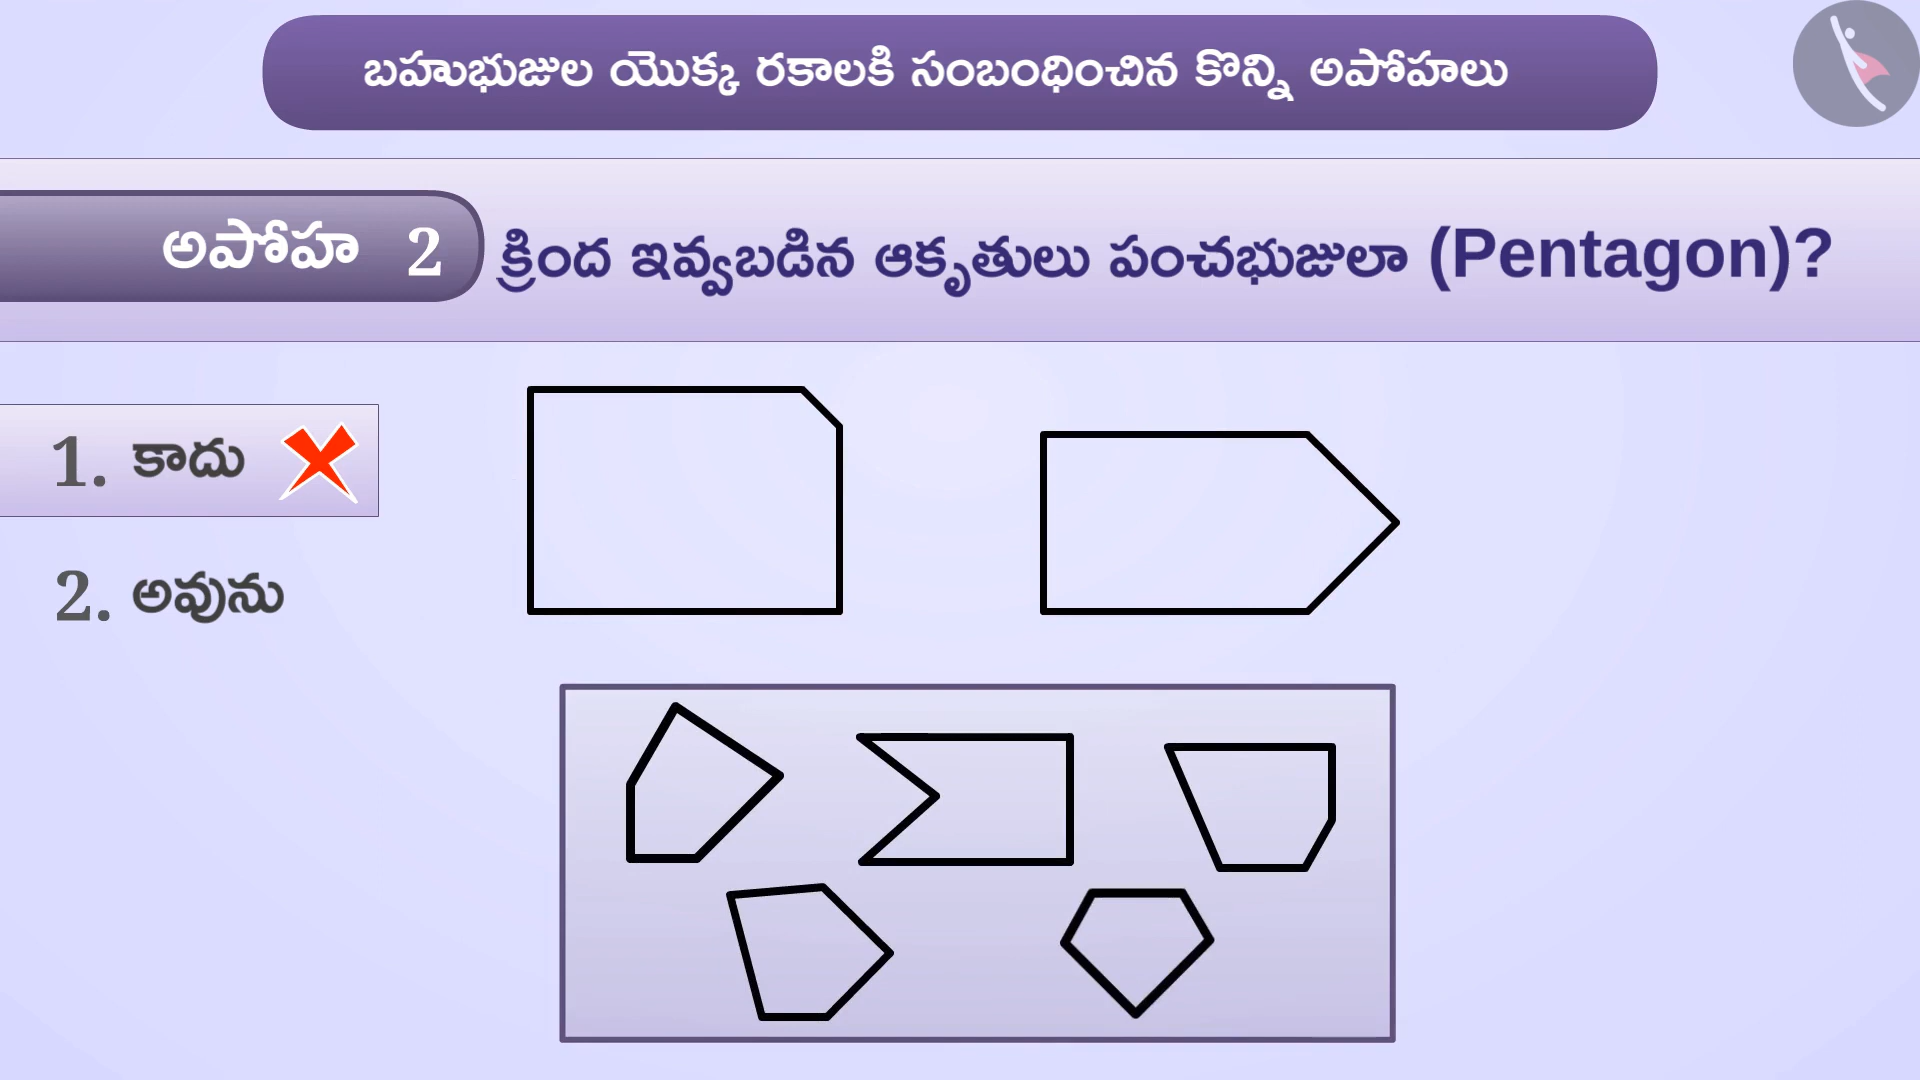 బహుభుజుల యొక్క రకాలకి సంబంధించిన కొన్ని అపోహలు
అపోహ 2
క్రింద ఇవ్వబడిన ఆకృతులు పంచభుజులా (Pentagon)?
1. కాదు
2. అవును